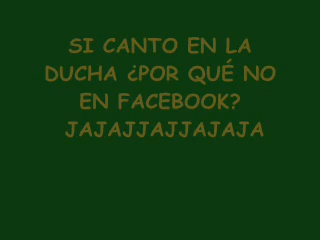 SI CANTO EN LA
DUCHA ¿POR QUÉ NO
EN FACEBOOK?
JAJAJJAJJAJAJA